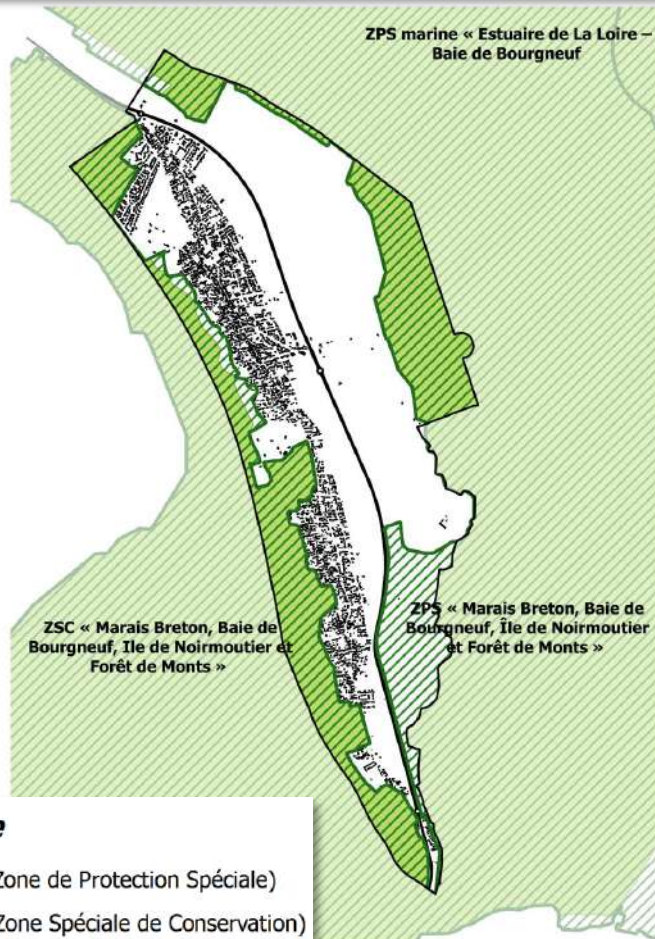 ZPS marine « Estuaire de La Loire –
Baie de Bourgneuf
ZSC « Marais Breton, Baie de
Bourgneuf, Ile de Noirmoutier et
Forêt de Monts »
ZPS « Marais Breton, Baie de
Bourgneuf, Île de Noirmoutier
et Forêt de Monts »
e
Zone de Protection Spéciale)
Zone Spéciale de Conservation)